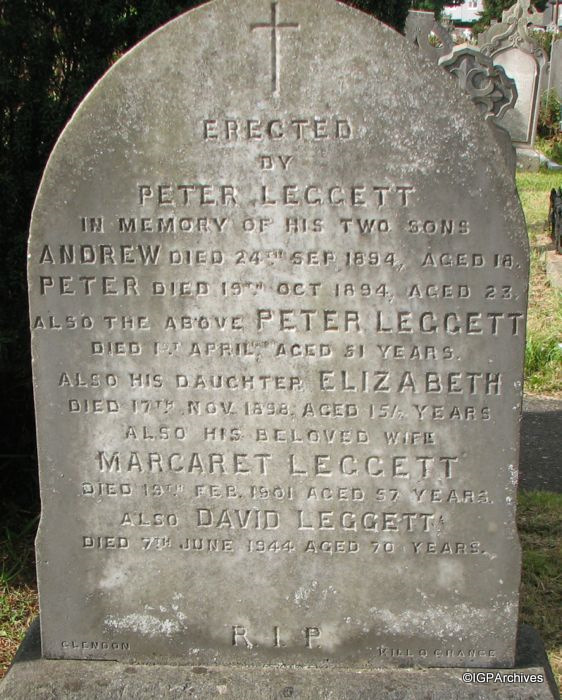 ERECTED
BY
PETER LEGGETT
IN MEMORY OF HIS TWO SONS
ANDREW DIED 24TH SEP. 1894, AGED 18.
PETER DIED 19TH OCT 1894, AGED 23.
ALSO THE ABOVE PETER LEGGETT
DIED 1ST APRIL AGED 51 YEARS.
ALSO HIS DAUGHTER ELIZABETH
DIED 17TH NOV. 1898, AGED 15½ YEARS
ALSO HIS BELOVED WIFE
MARGARET LEGGETT
DIED 19TH FEB. 1901 AGED 57 YEARS.
ALSO DAVID LEGGETT
DIED 7TH JUNE 1944 AGED 70 YEARS.
R.I.P
GLENDON KILLOGRANGE
©IGPArchives